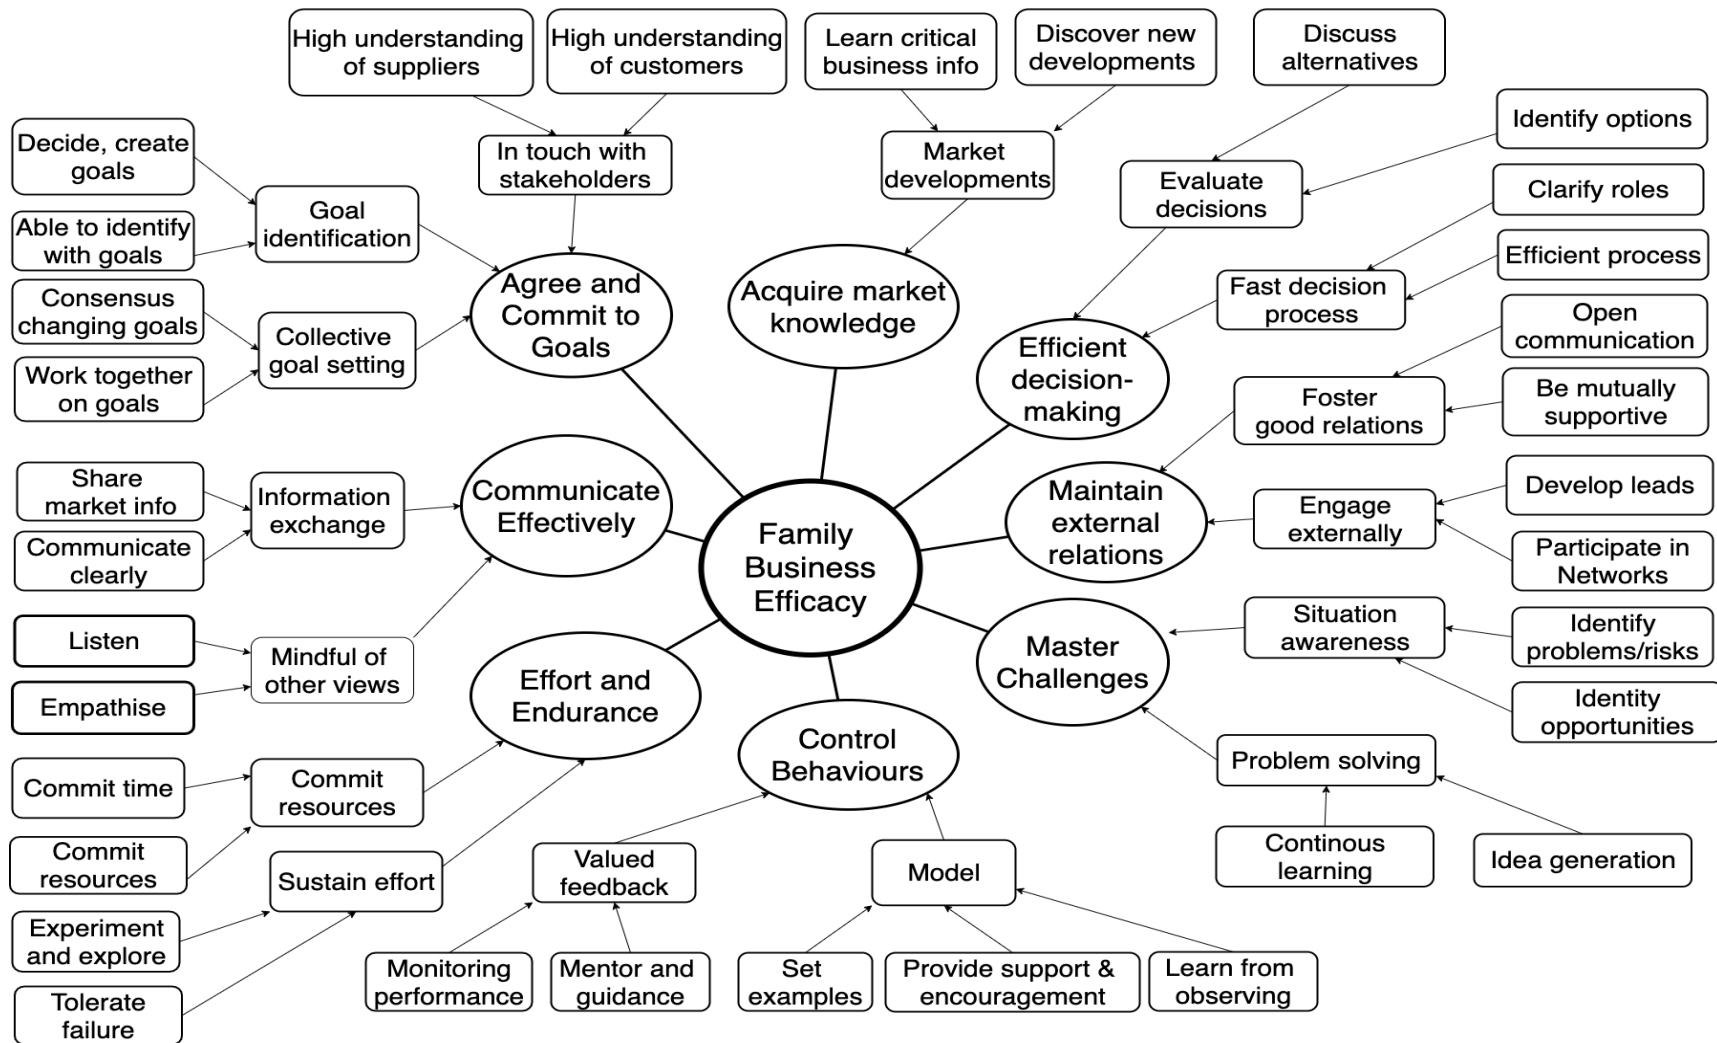 High understanding
of suppliers
High understanding
of customers
Learn critical
business info
Discover new
developments
Discuss
alternatives
Identify options
Decide, create
goals
In touch with
stakeholders
Market
developments
Evaluate
decisions
Clarify roles
Able to identify
with goals
Goal
identification
Efficient process
Consensus
changing goals
Agree and
Commit to
Goals
Acquire market
knowledge
Fast decision
process
Open
communication
Collective
goal setting
Efficient
decision-
making
Work together
on goals
Foster
good relations
Be mutually
supportive
Share
market info
Information
exchange
Communicate
Effectively
Maintain
external
relations
Engage
externally
Develop leads
Communicate
clearly
Family
Business
Efficacy
Participate in
Networks
Listen
Mindful of
other views
Effort and
Endurance
Master
Challenges
Situation
awareness
Identify
problems/risks
Empathise
Identity
opportunities
Control
Behaviours
Problem solving
Commit time
Commit
resources
Commit
resources
Sustain effort
Valued
feedback
Model
Continous
learning
Idea generation
Experiment
and explore
Monitoring
performance
Mentor and
guidance
Set
examples
Provide support &
encouragement
Learn from
observing
Tolerate
failure